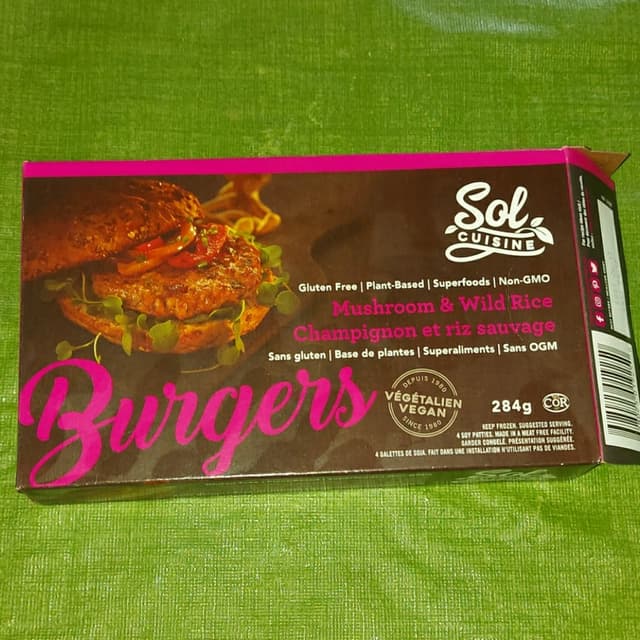 Sol
CUISINE
Gluten Free | Plant-Based | Superfoods | Non-GMO
Mushroom & Wild Rice
Champignon et riz sauvage
Sans gluten | Base de plantes | Superaliments | Sans OGM
Burgers
DEPUIS 1980
VÉGÉTALIEN
VEGAN
SINCE 1980
284g
COR
KEEP FROZEN. SUGGESTED SERVING.
4 SOY PATTIES. MADE IN A MEAT FREE FACILITY.
GARDER CONGELÉ. PRÉSENTATION SUGGÉRÉE.
4 GALETTES DE SOIA. FAIT DANS UNE INSTALLATION N'UTILISANT PAS DE VIANDES.